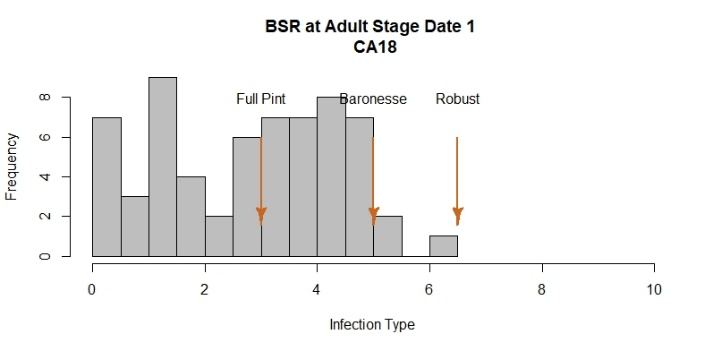 BSR at Adult Stage Date 1
CA18
Full Pint Baronesse Robust
8
6
4
2
0
Frequency
0 2 4 6 8 10
Infection Type